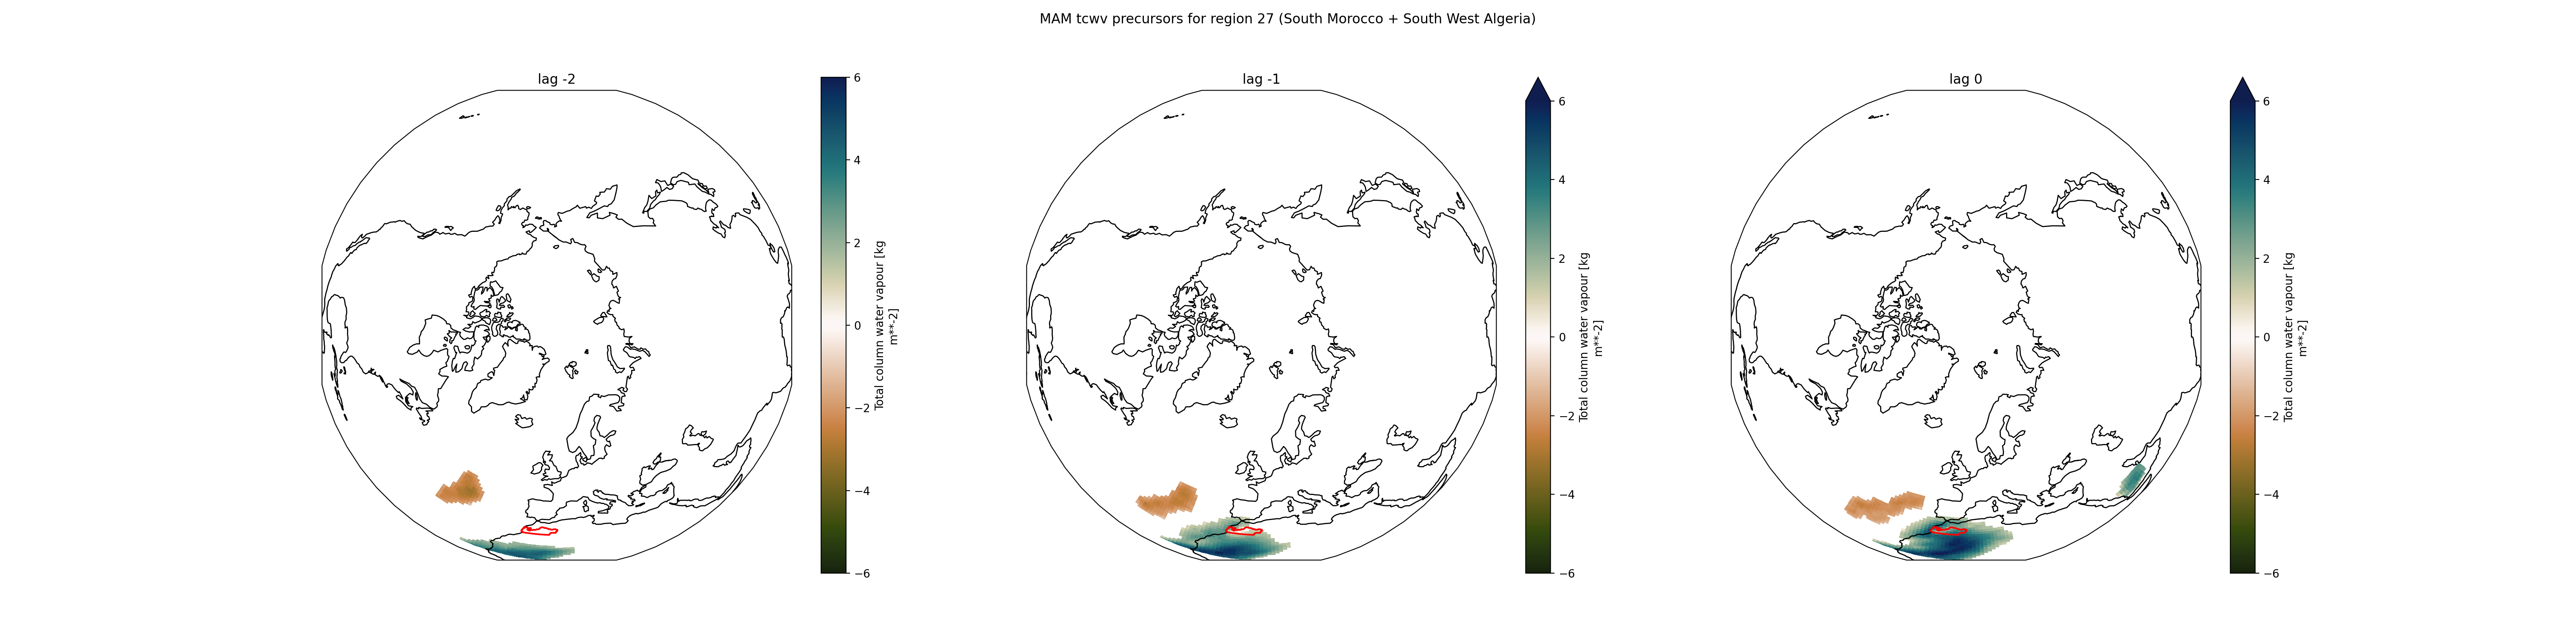 MAM tcwv precursors for region 27 (South Morocco + South West Algeria)
lag -2
6
4
2
0
−2
−4
−6
Total column water vapour [kg
m**-2]
lag -1
6
4
2
0
−2
−4
−6
Total column water vapour [kg
m**-2]
lag 0
6
4
2
0
−2
−4
−6
Total column water vapour [kg
m**-2]